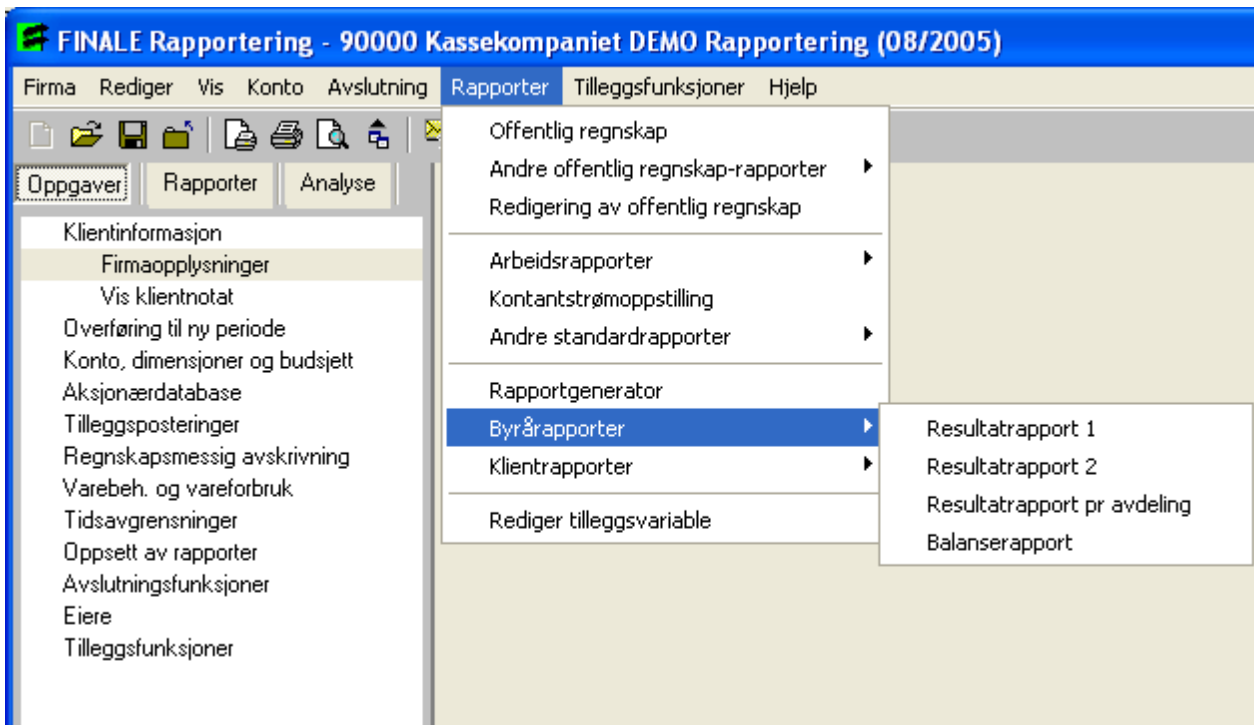 FINALE Rapportering - 90000 Kassekompaniet DEMO Rapportering (08/2005)
Firma Rediger Vis Konto Avslutning Rapporter Tilleggsfunksjoner Hjelp
Oppgaver Rapporter Analyse
Klientinformasjon
Firmaopplysninger
Vis klientnotat
Overføring til ny periode
Konto, dimensjoner og budsjett
Aksjonærdatabase
Tilleggsposteringer
Regnskapsmessig avskrivning
Varebeh. og vareforbruk
Tidsavgrensninger
Oppsett av rapporter
Avslutningsfunksjoner
Eiere
Tilleggsfunksjoner
Offentlig regnskap
Andre offentlig regnskap-rapporter
Redigering av offentlig regnskap
Arbeidsrapporter
Kontantstrømoppstilling
Andre standardrapporter
Rapportgenerator
Byrårapporter
Klientrapporter
Rediger tilleggsvariable
Resultatrapport 1
Resultatrapport 2
Resultatrapport pr avdeling
Balanserapport